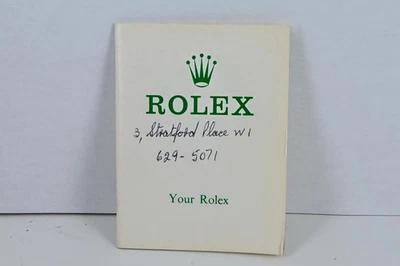 ROLEX
3, Stratford Place W1
629-5071
Your Rolex